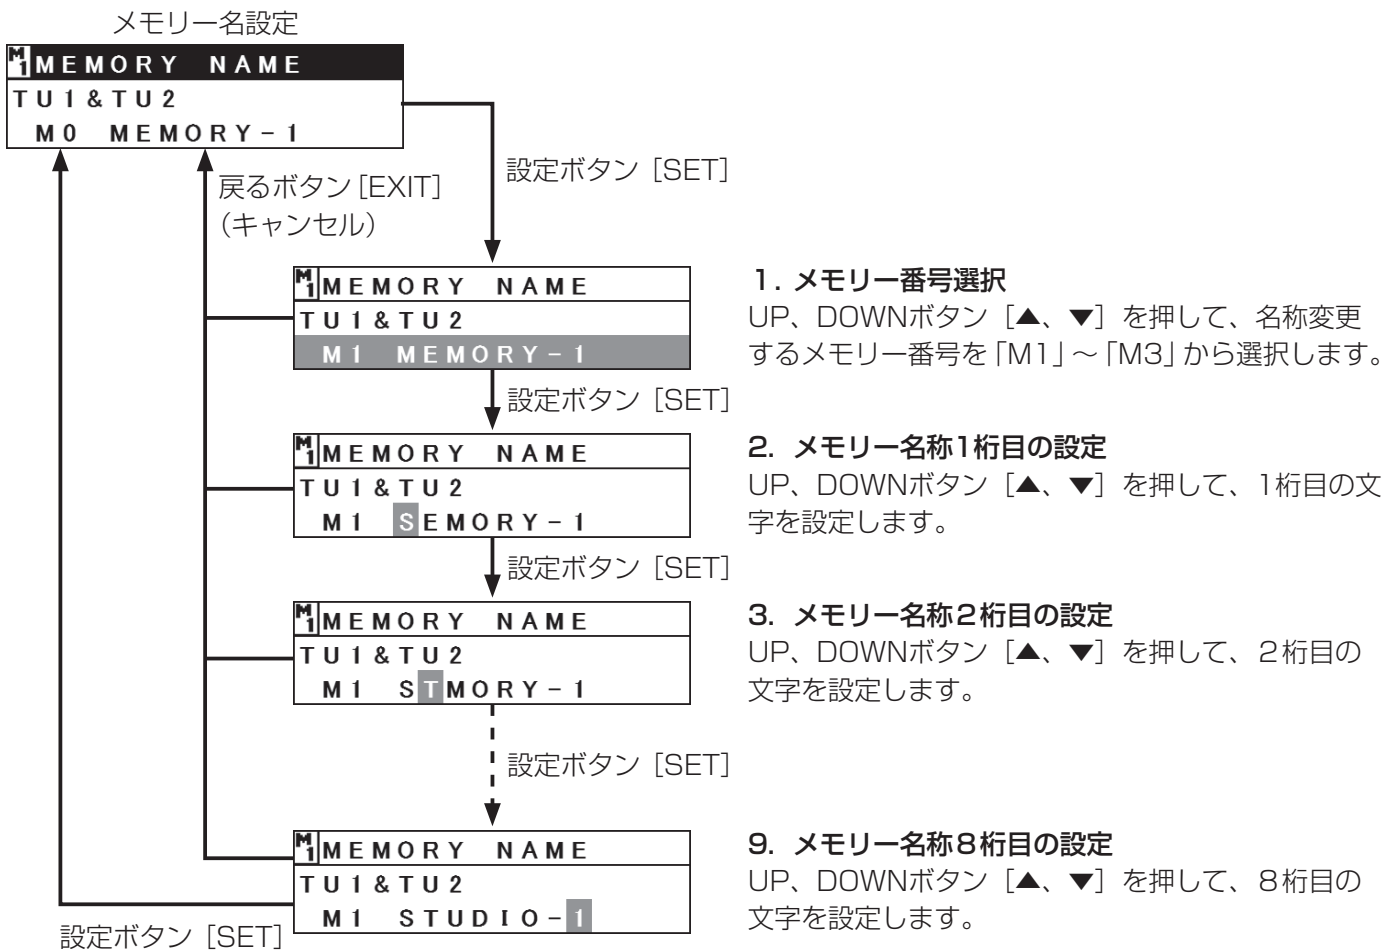 メモリー名設定
M1 MEMORY NAME
TU1&TU2
M0 MEMORY-1
設定ボタン [SET]
戻るボタン[EXIT]
(キャンセル)
M1 MEMORY NAME
TU1&TU2
M1 MEMORY-1
1. メモリー番号選択
UP、DOWNボタン [▲、▼] を押して、名称変更
するメモリー番号を「M1」～「M3」から選択します。
設定ボタン [SET]
M1 MEMORY NAME
TU1&TU2
M1 SEMORY-1
2. メモリー名称1桁目の設定
UP、DOWNボタン [▲、▼] を押して、1桁目の文
字を設定します。
設定ボタン [SET]
M1 MEMORY NAME
TU1&TU2
M1 STMORY-1
3. メモリー名称2桁目の設定
UP、DOWNボタン [▲、▼] を押して、2桁目の
文字を設定します。
設定ボタン [SET]
M1 MEMORY NAME
TU1&TU2
M1 STUDIO-1
9. メモリー名称8桁目の設定
UP、DOWNボタン [▲、▼] を押して、8桁目の
文字を設定します。
設定ボタン [SET]